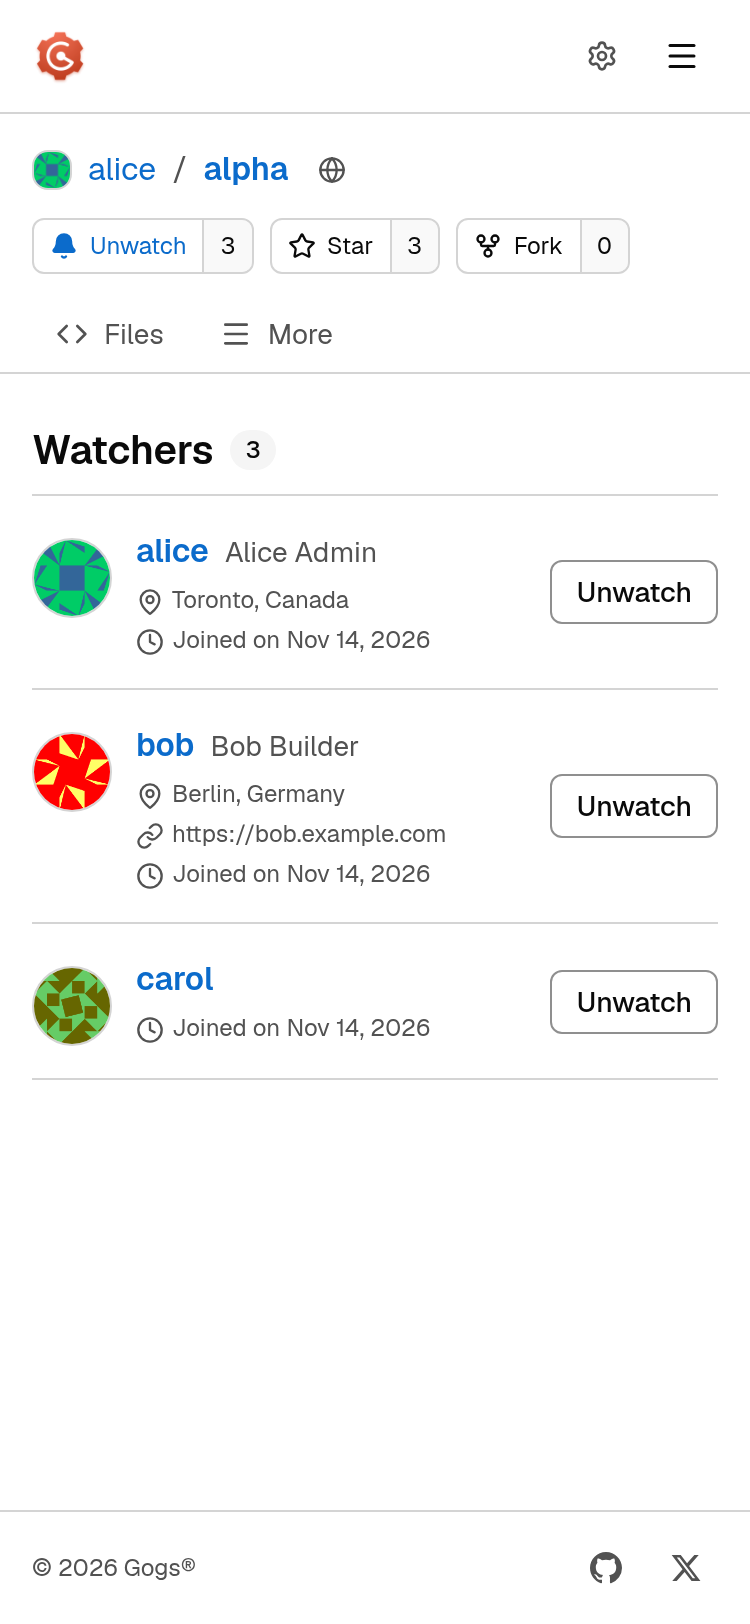 alice / alpha
Unwatch 3 Star 3 Fork 0
Files More
Watchers 3
alice Alice Admin
Toronto, Canada
Joined on Nov 14, 2026
Unwatch
bob Bob Builder
Berlin, Germany
https://bob.example.com
Joined on Nov 14, 2026
Unwatch
carol
Joined on Nov 14, 2026
Unwatch
© 2026 Gogs®